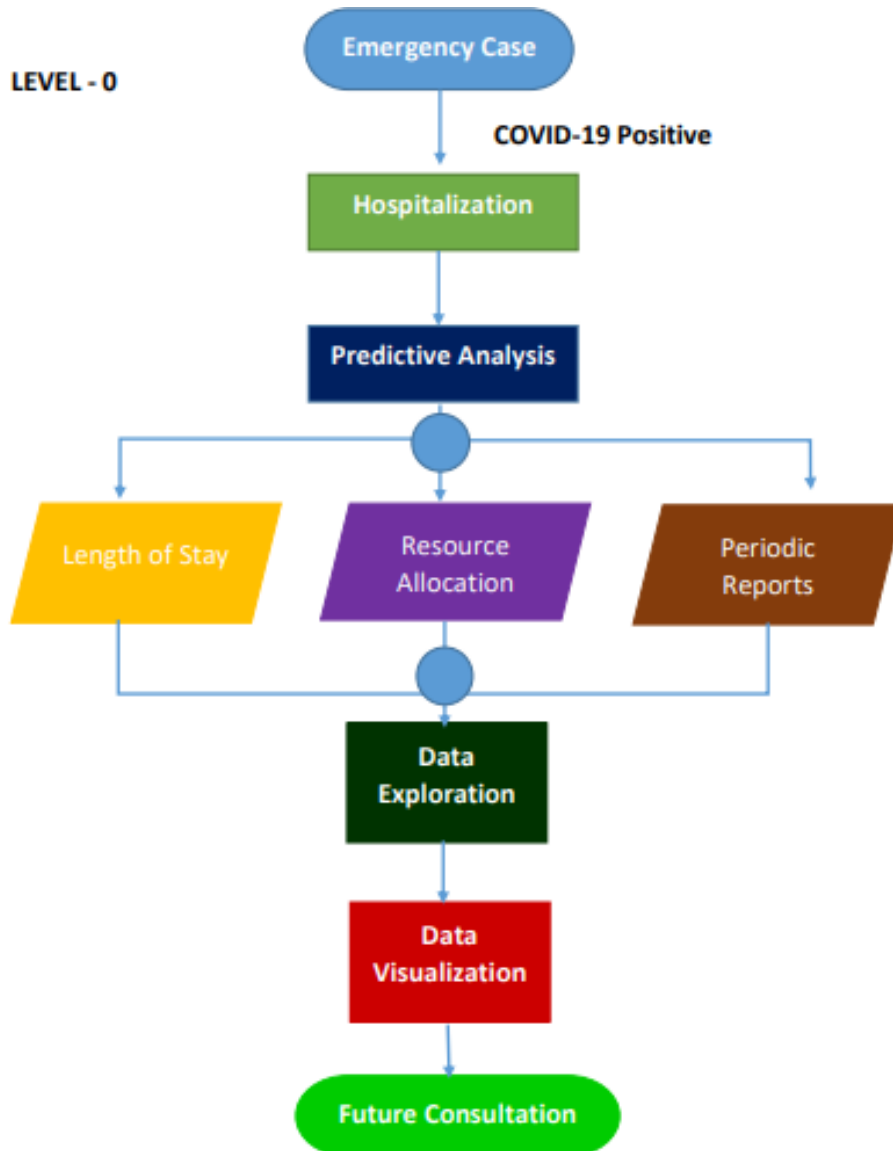 Emergency Case
LEVEL - 0
COVID-19 Positive
Hospitalization
Predictive Analysis
Length of Stay
Resource
Allocation
Periodic
Reports
Data
Exploration
Data
Visualization
Future Consultation